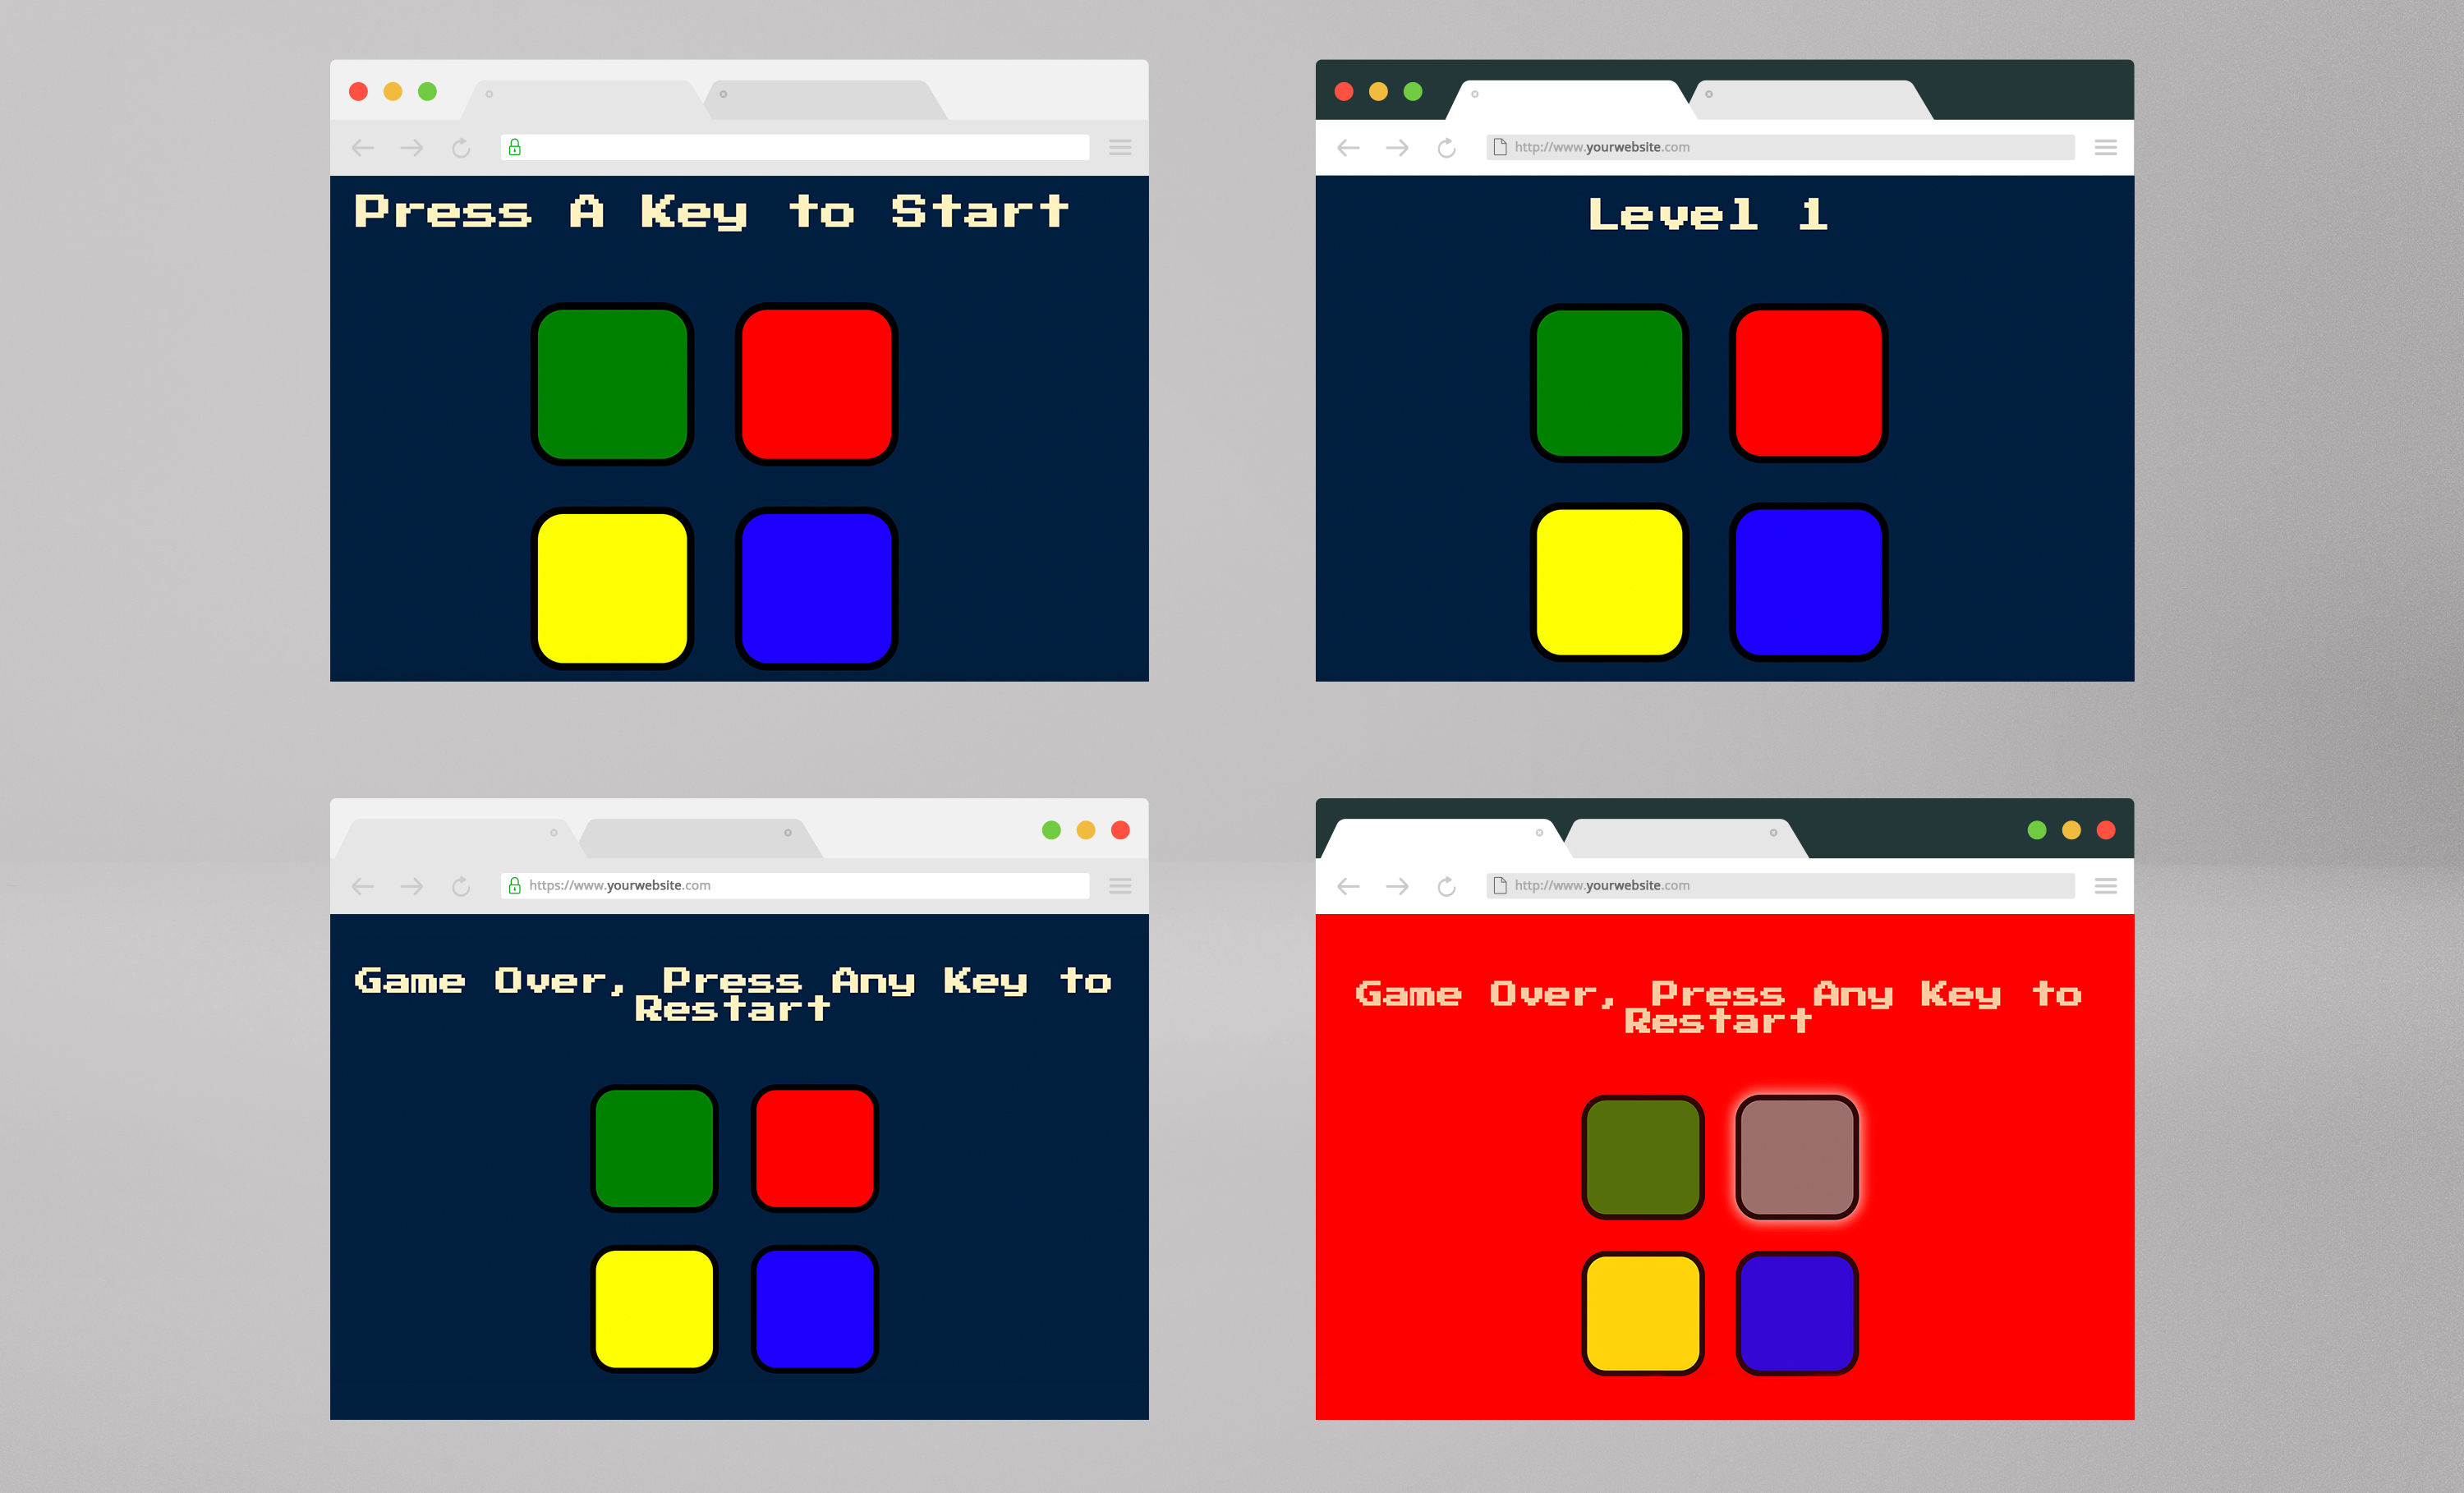 Press A Key to Start
http://www.yourwebsite.com
Level 1
https://www.yourwebsite.com
Game Over, Press Any Key to
Restart
http://www.yourwebsite.com
Game Over, Press Any Key to
Restart